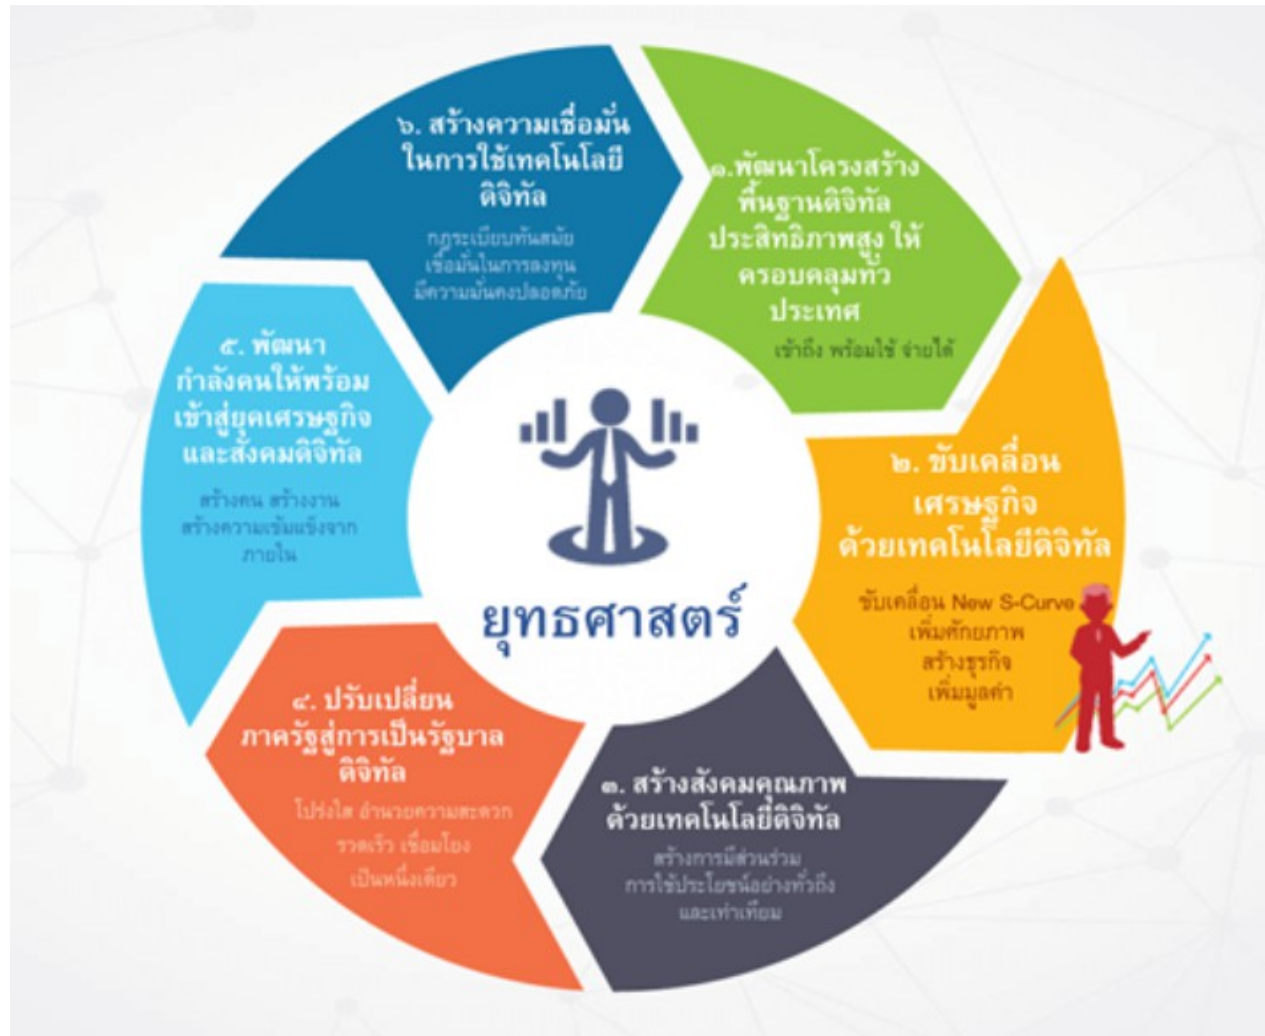 ยุทธศาสตร์
๑.พัฒนาโครงสร้าง
พื้นฐานดิจิทัล
ประสิทธิภาพสูง ให้
ครอบคลุมทั่ว
ประเทศ
เข้าถึง พร้อมใช้ จ่ายได้
๒. ขับเคลื่อน
เศรษฐกิจ
ด้วยเทคโนโลยีดิจิทัล
ขับเคลื่อน New S-Curve
เพิ่มศักยภาพ
สร้างธุรกิจ
เพิ่มมูลค่า
๓. สร้างสังคมคุณภาพ
ด้วยเทคโนโลยีดิจิทัล
สร้างการมีส่วนร่วม
การใช้ประโยชน์อย่างทั่วถึง
และเท่าเทียม
๔. ปรับเปลี่ยน
ภาครัฐสู่การเป็นรัฐบาล
ดิจิทัล
โปร่งใส อำนวยความสะดวก
รวดเร็ว เชื่อมโยง
เป็นหนึ่งเดียว
๕. พัฒนา
กำลังคนให้พร้อม
เข้าสู่ยุคเศรษฐกิจ
และสังคมดิจิทัล
สร้างคน สร้างงาน
สร้างความเข้มแข็งจาก
ภายใน
๖. สร้างความเชื่อมั่น
ในการใช้เทคโนโลยี
ดิจิทัล
กฎระเบียบทันสมัย
เชื่อมั่นในการลงทุน
มีความมั่นคงปลอดภัย